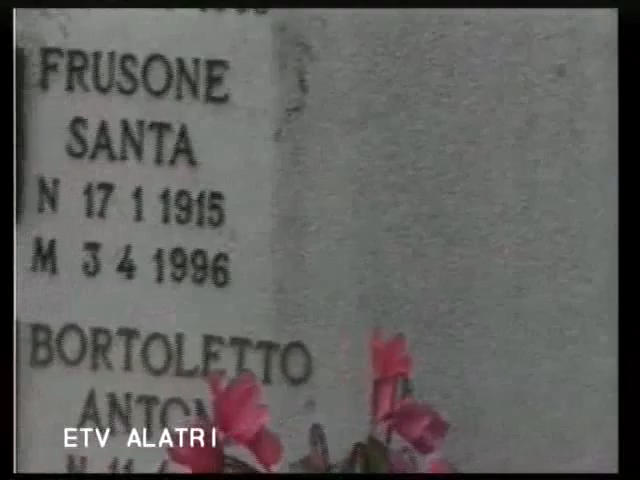 FRUSONE
SANTA
N 17 1 1915
M 3 4 1996
BORTOLETTO
ETV ALATRI